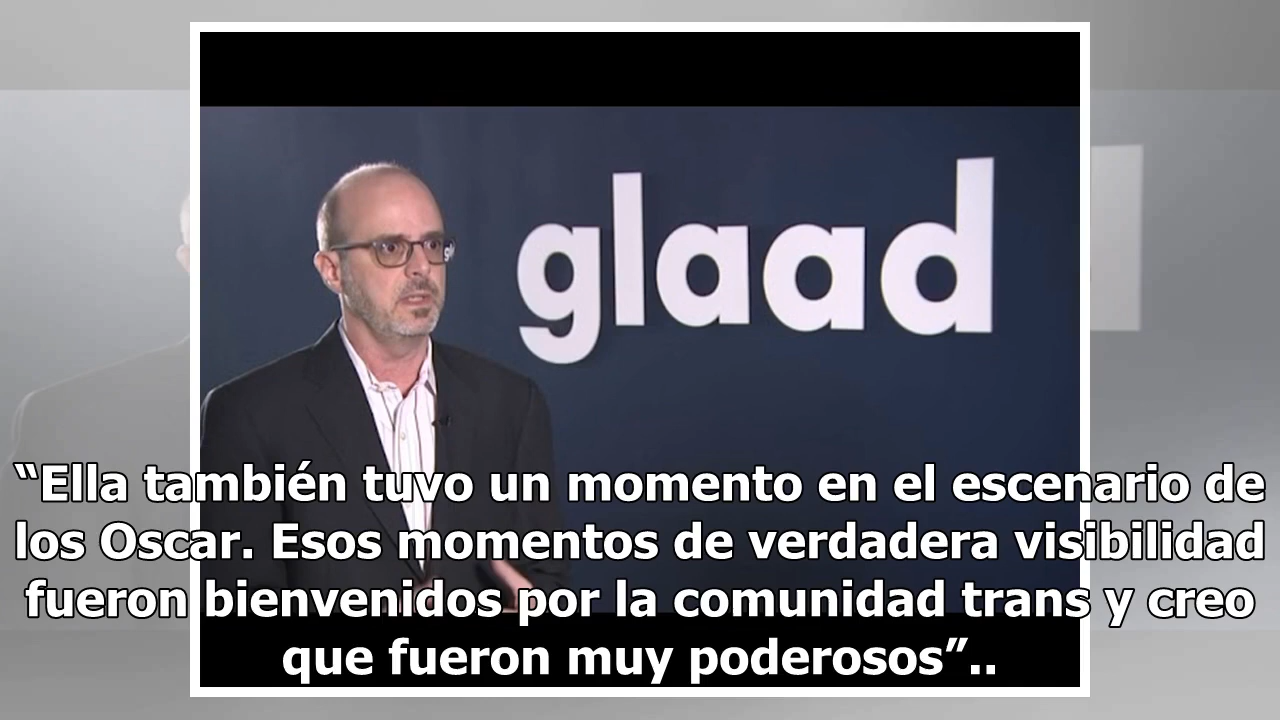 glaad
“Ella también tuvo un momento en el escenario de
los Oscar. Esos momentos de verdadera visibilidad
fueron bienvenidos por la comunidad trans y creo
que fueron muy poderosos”..